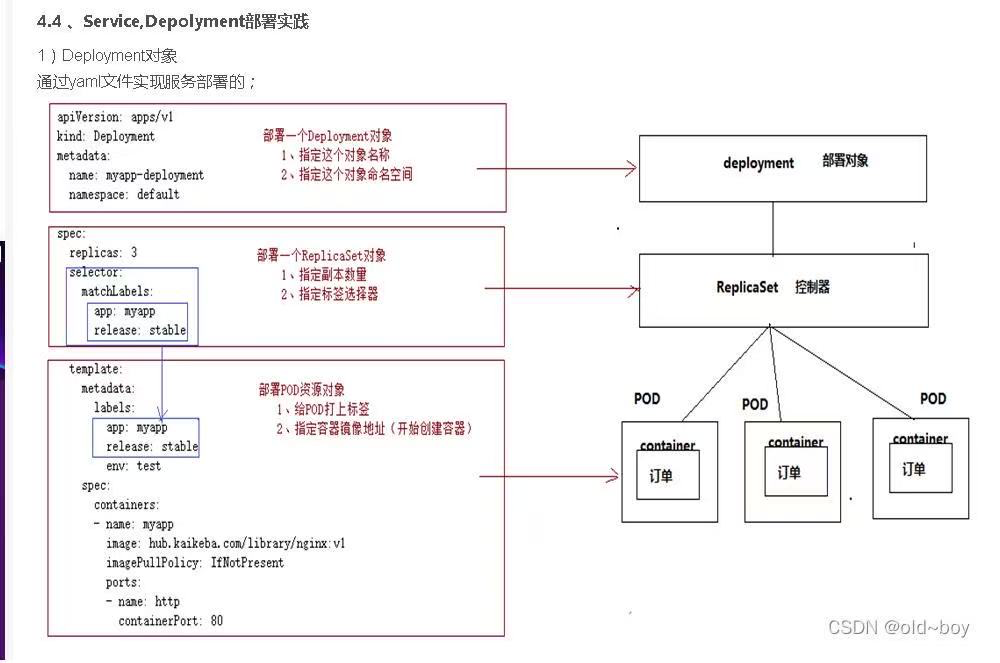 4.4 、Service,Depolyment部署实践
1）Deployment对象
通过yaml文件实现服务部署的；
apiVersion: apps/v1
kind: Deployment
metadata:
name: myapp-deployment
namespace: default
部署一个Deployment对象
1、指定这个对象名称
2、指定这个对象命名空间
deployment 部署对象
spec:
replicas: 3
selector:
matchLabels:
app: myapp
release: stable
部署一个ReplicaSet对象
1、指定副本数量
2、指定标签选择器
ReplicaSet 控制器
template:
metadata:
labels:
app: myapp
release: stable
env: test
spec:
containers:
- name: myapp
image: hub.kaikeba.com/library/nginx:v1
imagePullPolicy: IfNotPresent
ports:
- name: http
containerPort: 80
部署POD资源对象
1、给POD打上标签
2、指定容器镜像地址（开始创建容器）
POD
container
订单
POD
container
订单
POD
container
订单
CSDN @old~boy